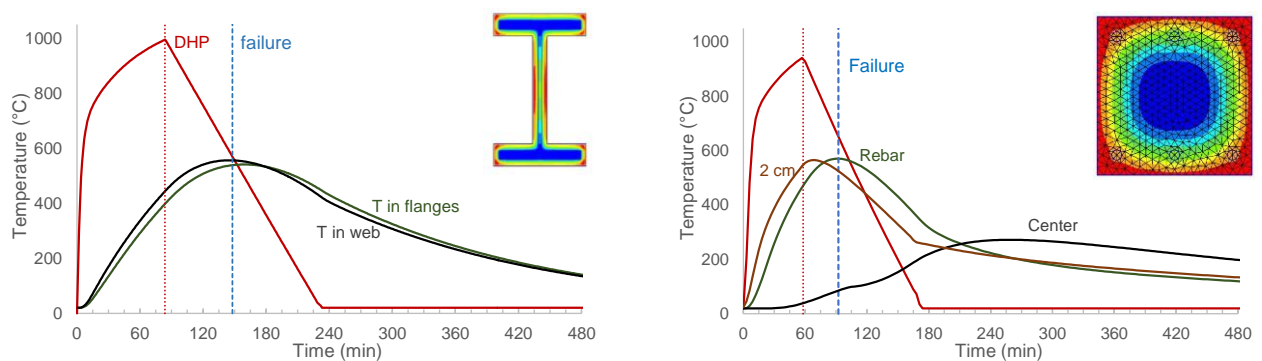 1000
800
600
400
200
0
Temperature (°C)
DHP
failure
T in flanges
T in web
0 60 120 180 240 300 360 420 480
Time (min)
1000
800
600
400
200
0
Temperature (°C)
Failure
Rebar
2 cm
Center
0 60 120 180 240 300 360 420 480
Time (min)